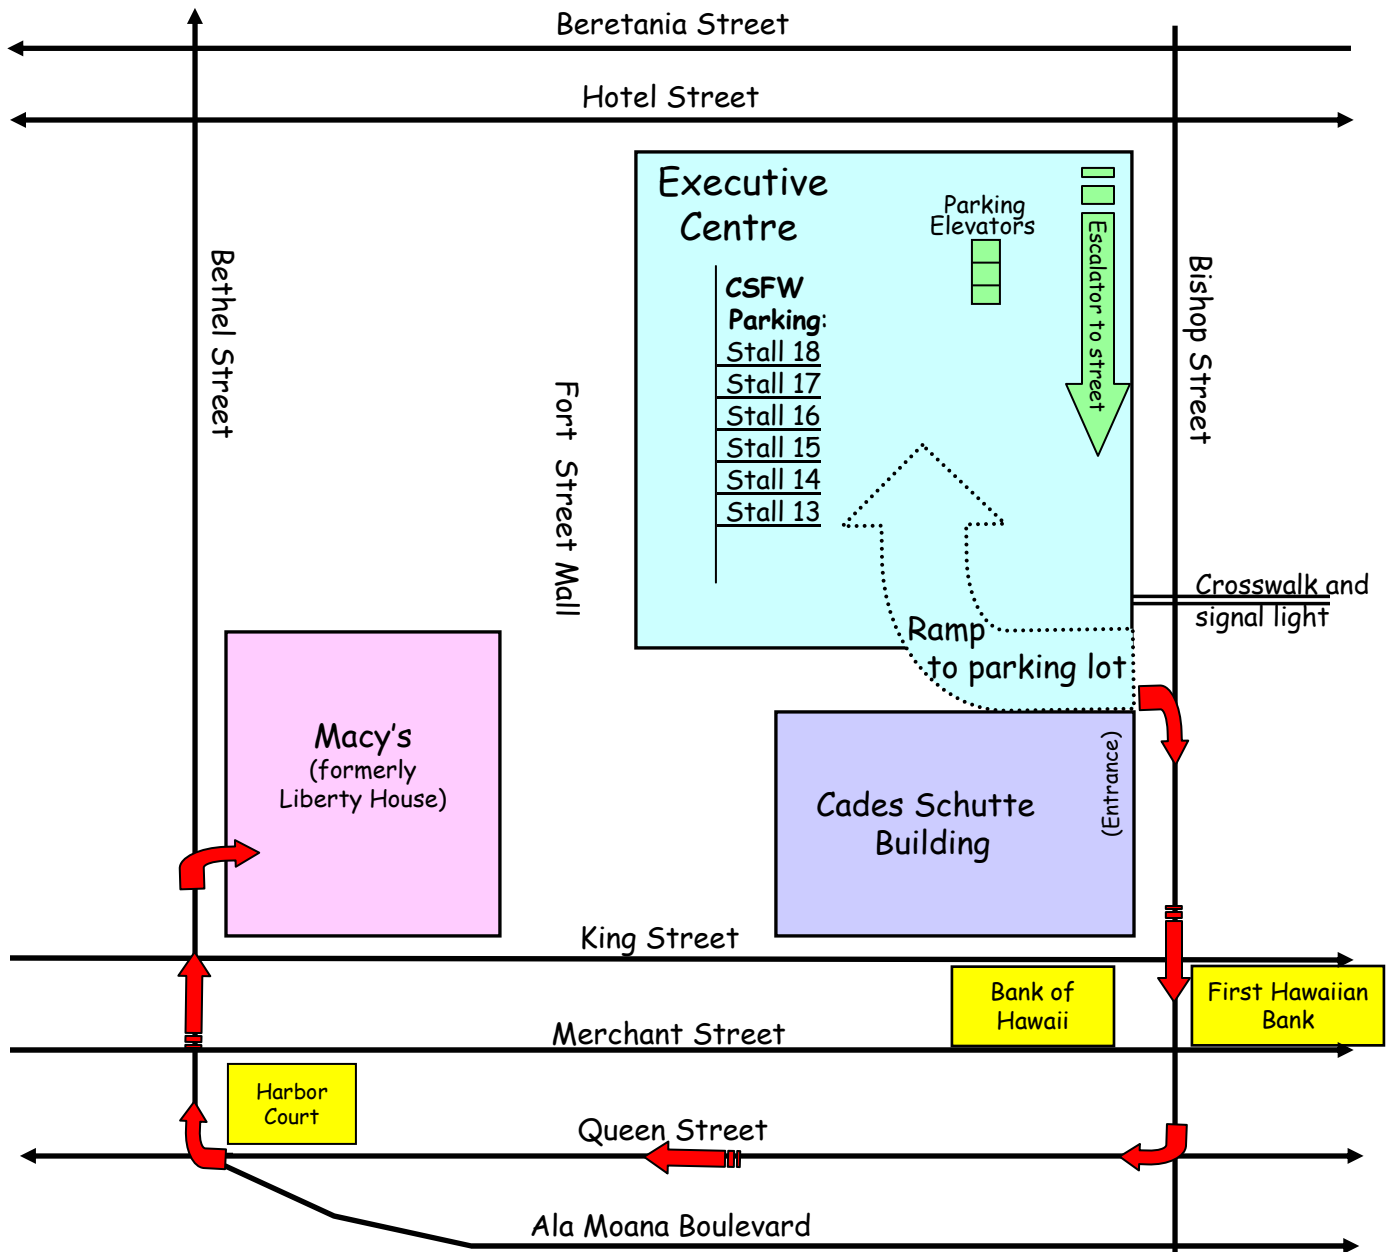 Beretania Street
Hotel Street
Executive
Centre
Parking
Elevators
Escalator to street
CSFW
Parking:
Stall 18
Stall 17
Stall 16
Stall 15
Stall 14
Stall 13
Bethel Street
Fort Street Mall
Bishop Street
Crosswalk and
signal light
Ramp
to parking lot
Macy's
(formerly
Liberty House)
Cades Schutte
Building
(Entrance)
King Street
Bank of
Hawaii
First Hawaiian
Bank
Merchant Street
Harbor
Court
Queen Street
Ala Moana Boulevard